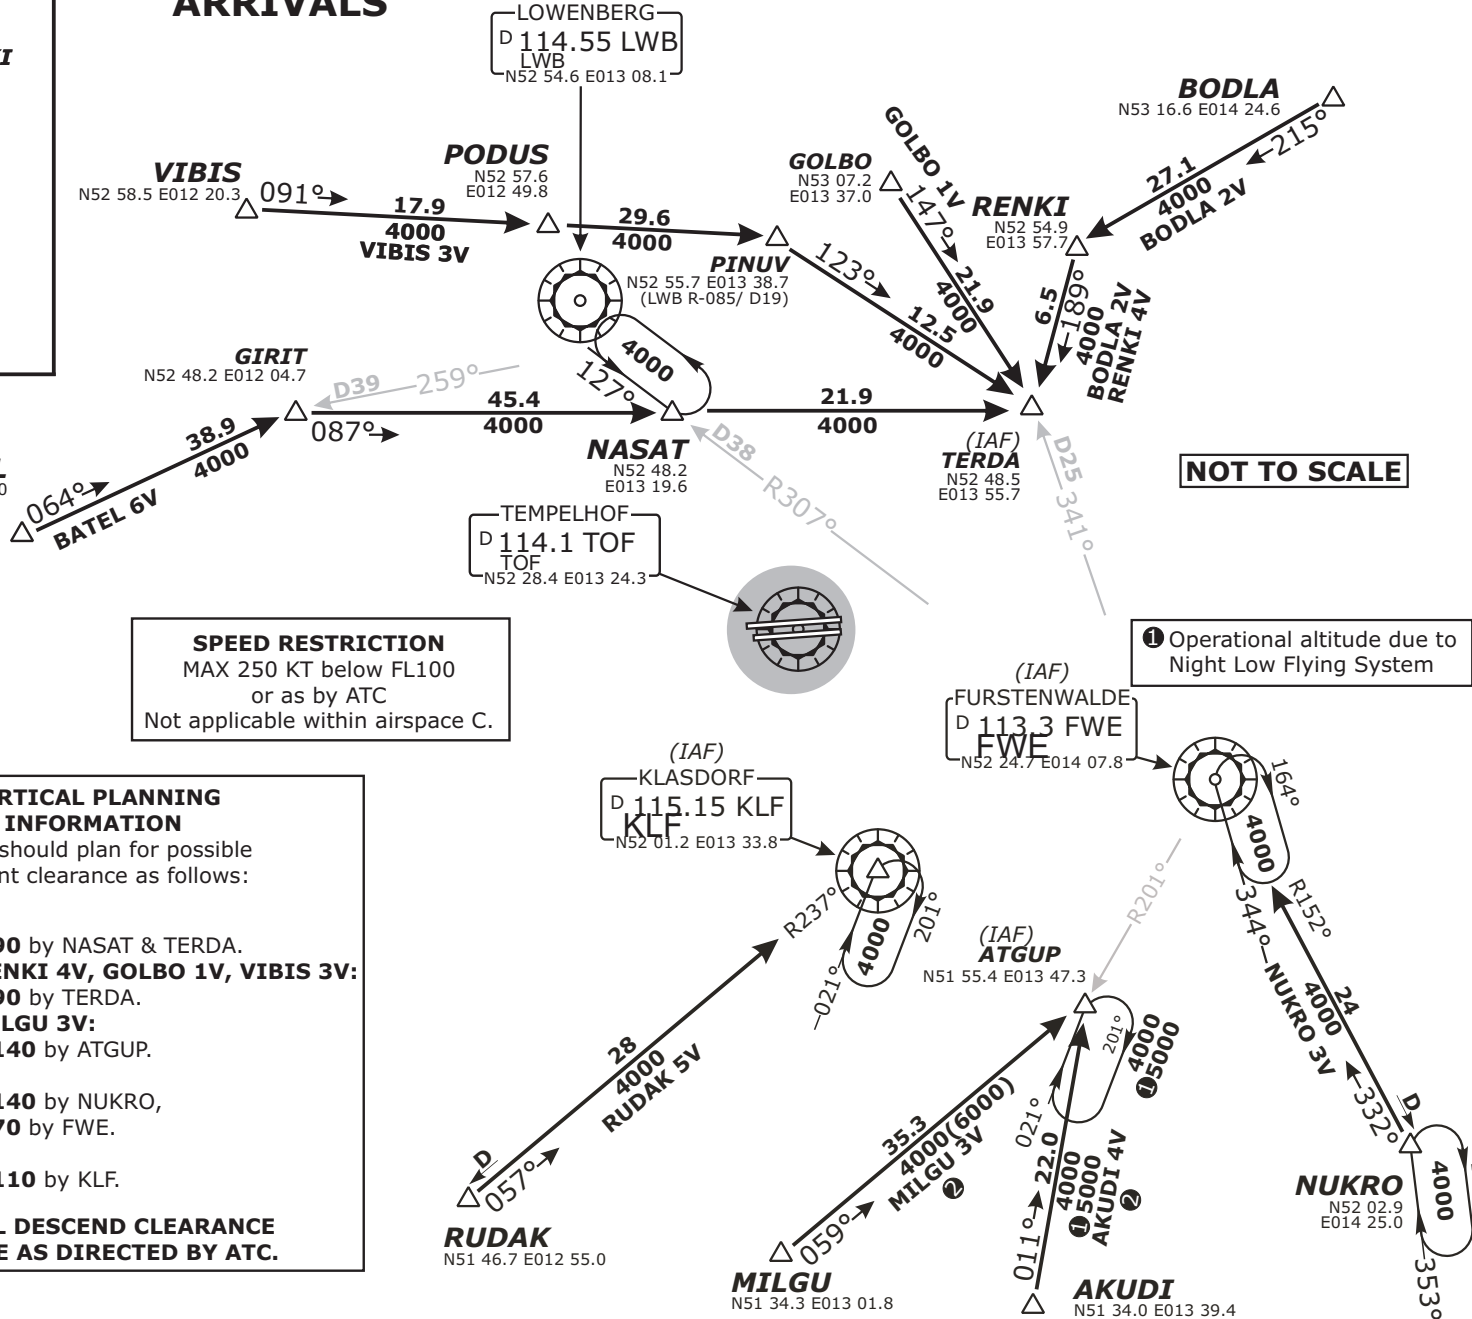 ARRIVALS
LOWENBERG
D 114.55 LWB
LWB
N52 54.6 E013 08.1
BODLA
N53 16.6 E014 24.6
215°
27.1
4000
BODLA 2V
VIBIS
N52 58.5 E012 20.3
091°
17.9
4000
VIBIS 3V
PODUS
N52 57.6
E012 49.8
29.6
4000
PINUV
N52 55.7 E013 38.7
(LWB R-085/ D19)
123°
12.5
4000
GOLBO
N53 07.2
E013 37.0
GOLBO 1V
147°
21.9
4000
RENKI
N52 54.9
E013 57.7
6.5
189°
4000
BODLA 2V
RENKI 4V
GIRIT
N52 48.2 E012 04.7
D39
259°
087°
45.4
4000
4000
127°
NASAT
N52 48.2
E013 19.6
21.9
4000
(IAF)
TERDA
N52 48.5
E013 55.7
D38
R307°
D25
341°
064°
38.9
4000
BATEL 6V
NOT TO SCALE
TEMPELHOF
D 114.1 TOF
TOF
N52 28.4 E013 24.3
SPEED RESTRICTION
MAX 250 KT below FL100
or as by ATC
Not applicable within airspace C.
1 Operational altitude due to
Night Low Flying System
(IAF)
FURSTENWALDE
D 113.3 FWE
FWE
N52 24.7 E014 07.8
164°
4000
344°
R152°
24
4000
NUKRO 3V
332°
D
NUKRO
N52 02.9
E014 25.0
4000
353°
(IAF)
KLASDORF
D 115.15 KLF
KLF
N52 01.2 E013 33.8
R237°
201°
4000
021°
28
4000
RUDAK 5V
D
057°
RUDAK
N51 46.7 E012 55.0
R201°
(IAF)
ATGUP
N51 55.4 E013 47.3
201°
4000
1 5000
021°
35.3
4000(6000)
MILGU 3V
2
059°
MILGU
N51 34.3 E013 01.8
22.0
4000
1 5000
AKUDI 4V
2
011°
AKUDI
N51 34.0 E013 39.4
RTICAL PLANNING
INFORMATION
should plan for possible
nt clearance as follows:
90 by NASAT & TERDA.
ENKI 4V, GOLBO 1V, VIBIS 3V:
90 by TERDA.
LGU 3V:
140 by ATGUP.
140 by NUKRO,
70 by FWE.
110 by KLF.
L DESCEND CLEARANCE
E AS DIRECTED BY ATC.